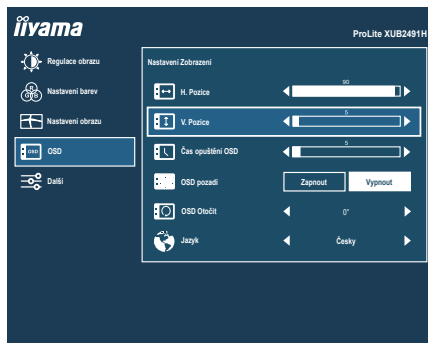 iiyama
ProLite XUB2491H
Regulace obrazu
Nastavení barev
R
G B
Nastavení obrazu
OSD OSD
Další
Nastavení Zobrazení
H. Pozice 90
V. Pozice 5
Čas opuštění OSD 5
OSD pozadí Zapnout Vypnout
OSD Otočit 0°
Jazyk Česky